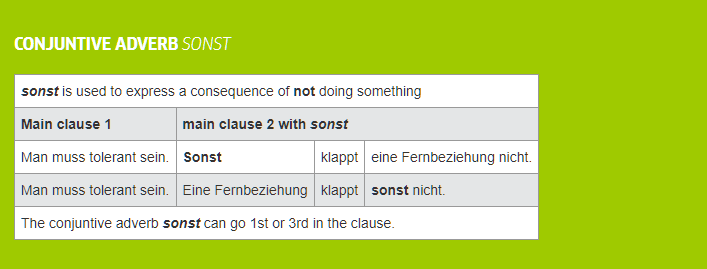 CONJUNTIVE ADVERB SONST
sonst is used to express a consequence of not doing something
Main clause 1 main clause 2 with sonst
Man muss tolerant sein. Sonst klappt eine Fernbeziehung nicht.
Man muss tolerant sein. Eine Fernbeziehung klappt sonst nicht.
The conjuntive adverb sonst can go 1st or 3rd in the clause.